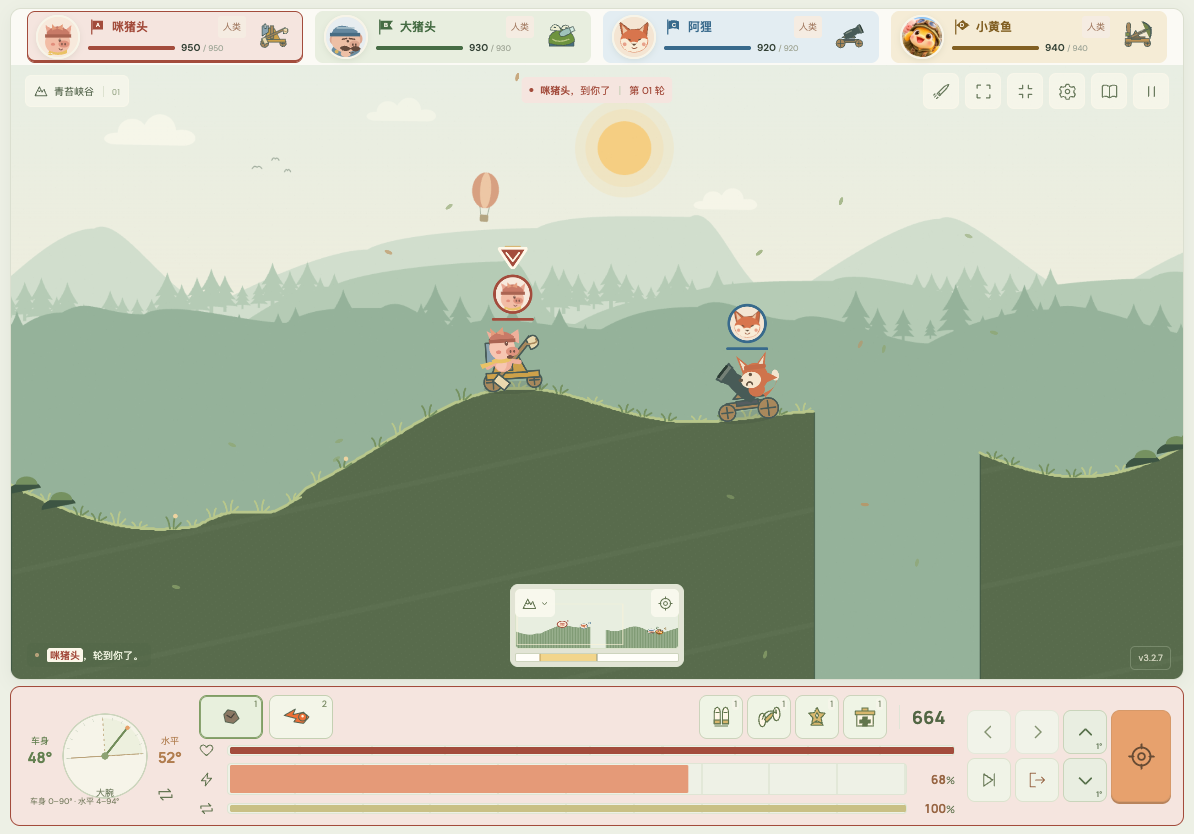 A 咪猪头 人类
950 / 950
B 大猪头 人类
930 / 930
C 阿狸 人类
920 / 920
D 小黄鱼 人类
940 / 940
青苔峡谷 01
咪猪头，到你了 第 01 轮
咪猪头，轮到你了。
v3.2.7
车身
48°
水平
52°
大腕
车身 0–90° · 水平 4–94°
1
2
1
1
1
1
664
68%
100%
1°
1°